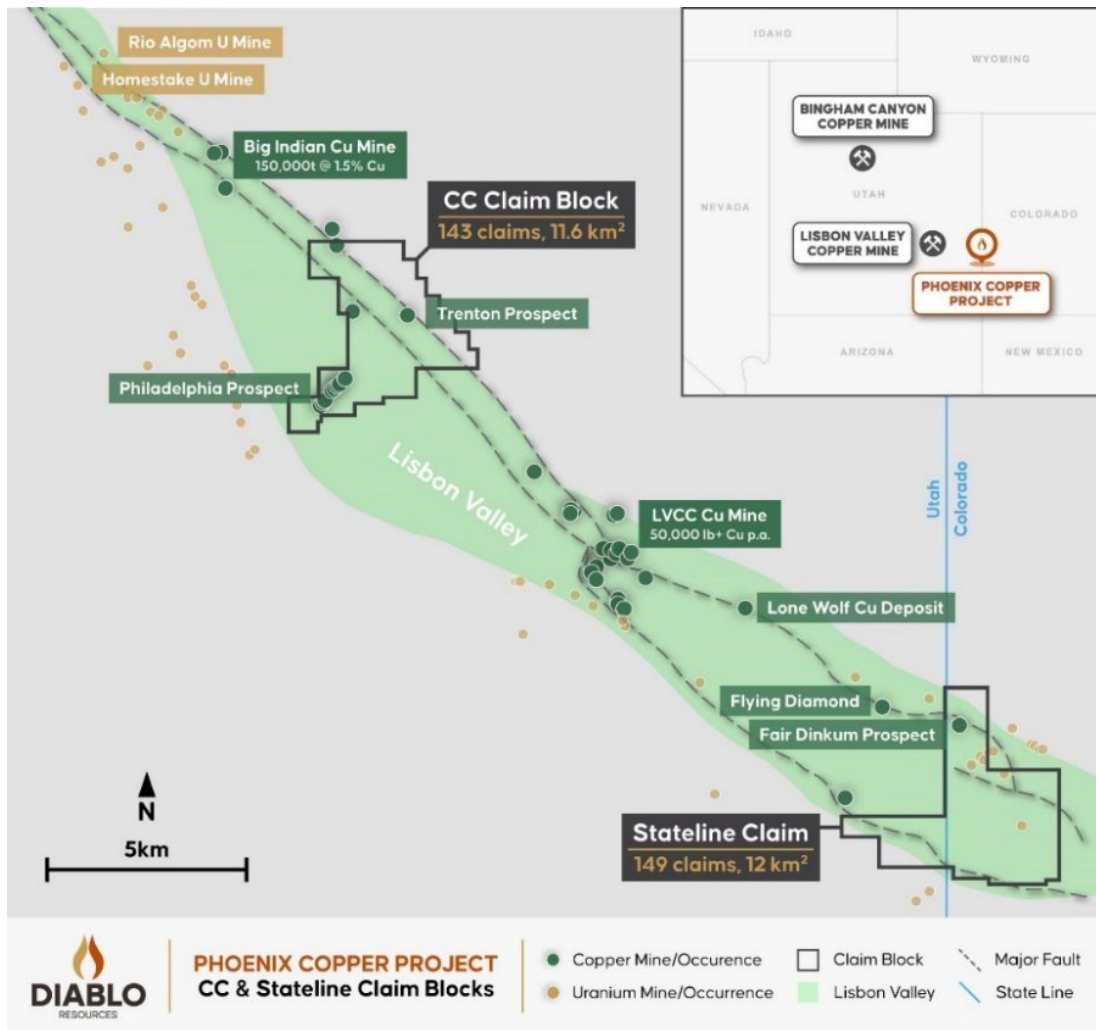 Rio Algom U Mine
Homestake U Mine
Big Indian Cu Mine
150,000t @ 1.5% Cu
CC Claim Block
143 claims, 11.6 km²
Trenton Prospect
Philadelphia Prospect
Lisbon Valley
LVCC Cu Mine
50,000 lb+ Cu p.a.
Lone Wolf Cu Deposit
Flying Diamond
Fair Dinkum Prospect
Stateline Claim
149 claims, 12 km²
Utah
Colorado
N
5km
IDAHO
WYOMING
BINGHAM CANYON
COPPER MINE
UTAH
NEVADA
COLORADO
LISBON VALLEY
COPPER MINE
PHOENIX COPPER
PROJECT
ARIZONA
NEW MEXICO
DIABLO
RESOURCES
PHOENIX COPPER PROJECT
CC & Stateline Claim Blocks
Copper Mine/Occurence
Uranium Mine/Occurrence
Claim Block
Lisbon Valley
Major Fault
State Line